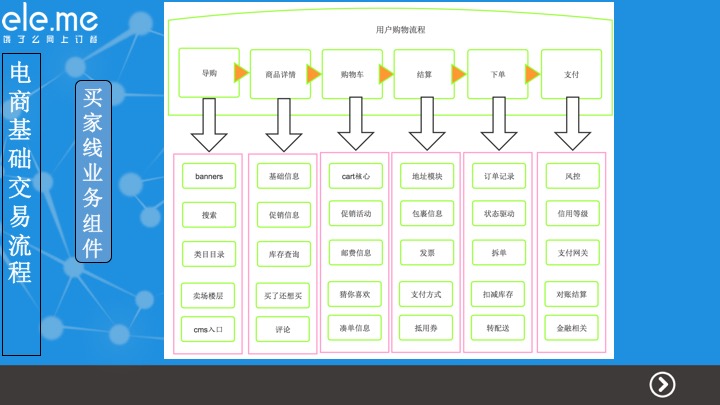 ele.me
饿了么网上订餐
电商基础交易流程
买家线业务组件
用户购物流程
导购
商品详情
购物车
结算
下单
支付
banners
搜索
类目目录
卖场楼层
cms入口
基础信息
促销信息
库存查询
买了还想买
评论
cart核心
促销活动
邮费信息
猜你喜欢
凑单信息
地址模块
包裹信息
发票
支付方式
抵用券
订单记录
状态驱动
拆单
扣减库存
转配送
风控
信用等级
支付网关
对账结算
金融相关